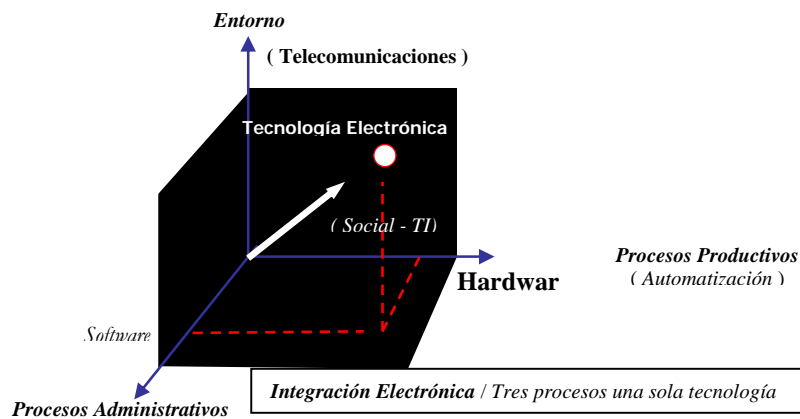 Entorno
( Telecomunicaciones )
Tecnología Electrónica
( Social - TI)
Procesos Productivos
( Automatización )
Hardwar
Software
Integración Electrónica / Tres procesos una sola tecnología
Procesos Administrativos